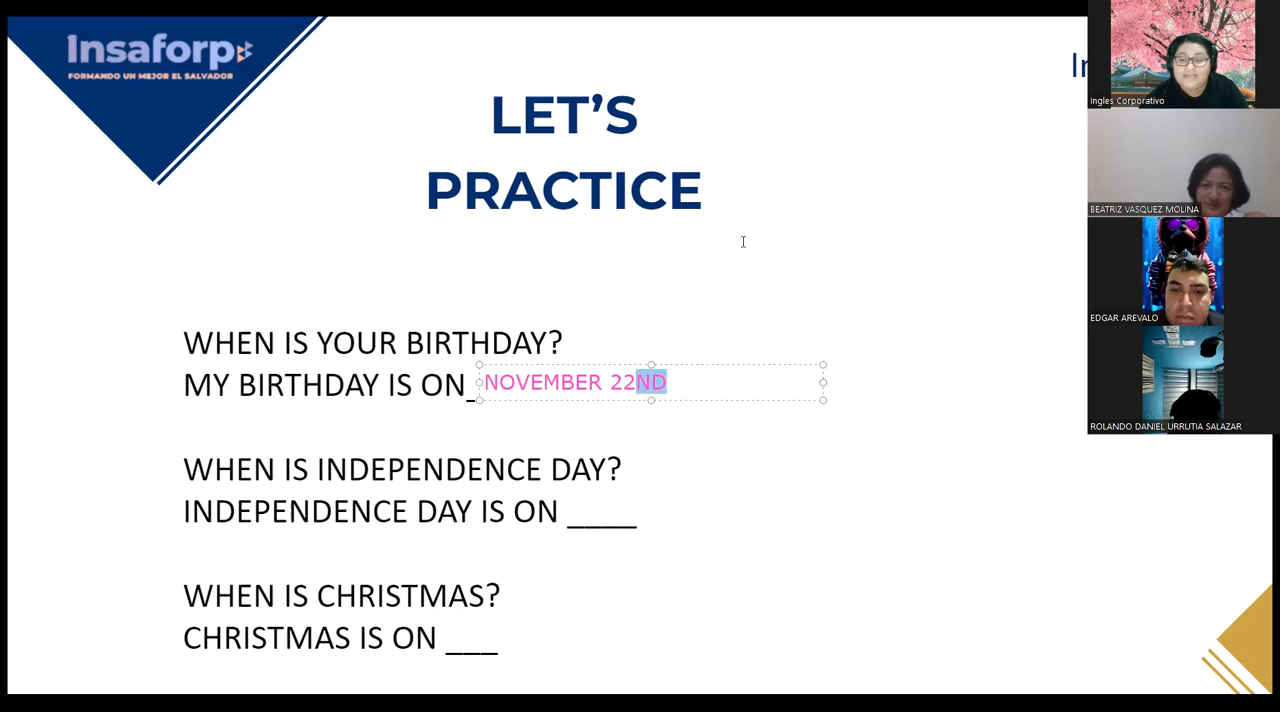 Insaforp
FORMANDO UN MEJOR EL SALVADOR
LET'S
PRACTICE
WHEN IS YOUR BIRTHDAY?
MY BIRTHDAY IS ON_ NOVEMBER 22ND
WHEN IS INDEPENDENCE DAY?
INDEPENDENCE DAY IS ON ____
WHEN IS CHRISTMAS?
CHRISTMAS IS ON ___
Ingles Corporativo
BEATRIZ VASQUEZ MOLINA
EDGAR AREVALO
ROLANDO DANIEL URRUTIA SALAZAR